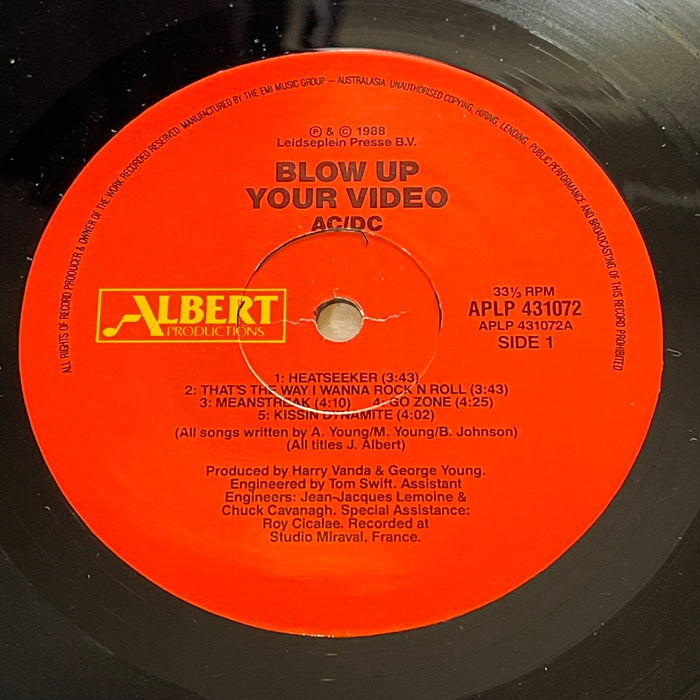 ALL RIGHTS OF RECORD PRODUCER & OWNER OF THE WORK RECORDED RESERVED. MANUFACTURED BY THE EMI MUSIC GROUP – AUSTRALASIA. UNAUTHORISED COPYING, HIRING, LENDING, PUBLIC PERFORMANCE AND BROADCASTING OF THIS RECORD PROHIBITED
Ⓟ & © 1988
Leidseplein Presse B.V.
BLOW UP
YOUR VIDEO
AC/DC
ALBERT
PRODUCTIONS
33⅓ RPM
APLP 431072
APLP 431072A
SIDE 1
1: HEATSEEKER (3:43)
2: THAT'S THE WAY I WANNA ROCK N ROLL (3:43)
3: MEANSTREAK (4:10) 4: GO ZONE (4:25)
5: KISSIN DYNAMITE (4:02)
(All songs written by A. Young/M. Young/B. Johnson)
(All titles J. Albert)
Produced by Harry Vanda & George Young.
Engineered by Tom Swift. Assistant
Engineers: Jean-Jacques Lemoine &
Chuck Cavanagh. Special Assistance:
Roy Cicalae. Recorded at
Studio Miraval, France.